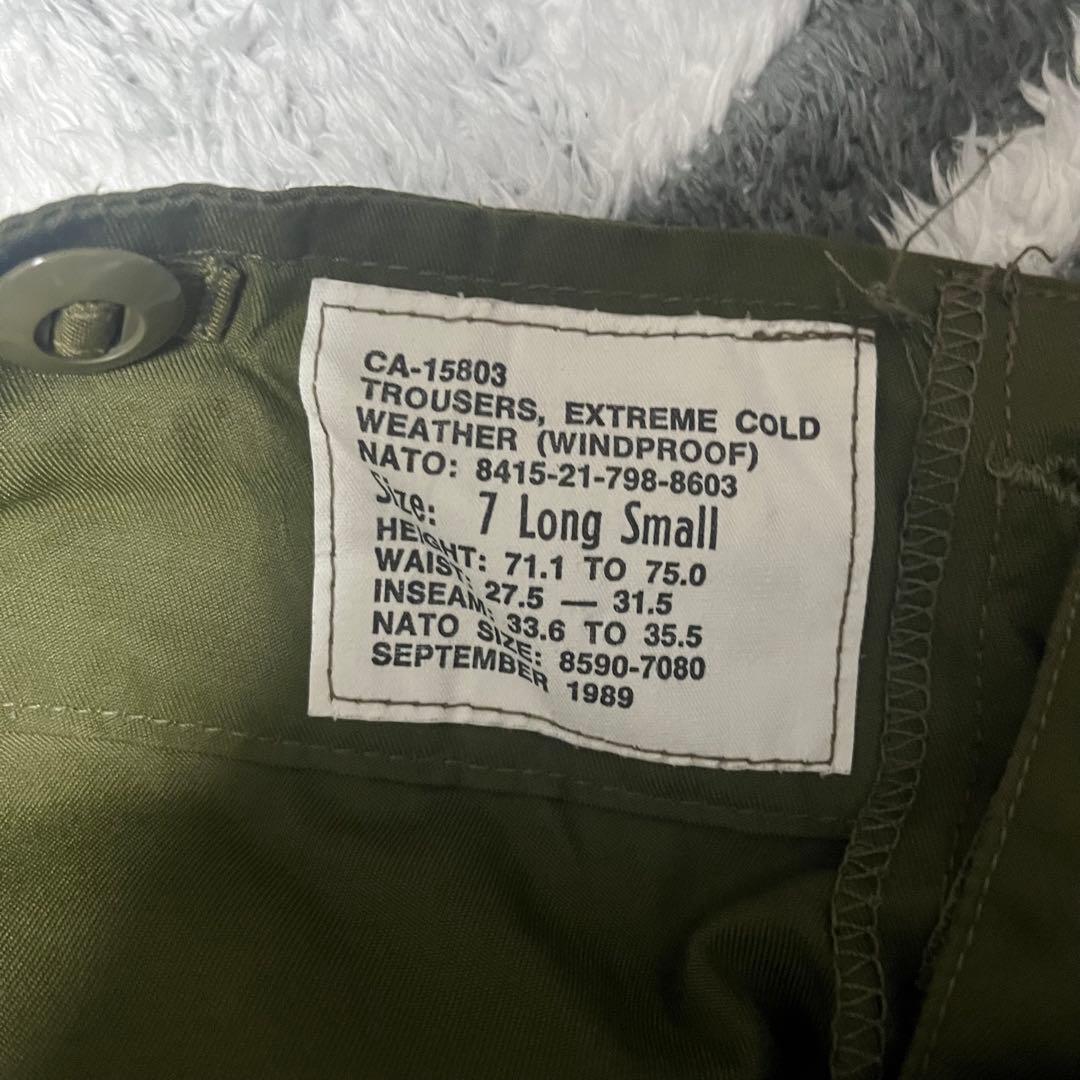 CA-15803
TROUSERS, EXTREME COLD
WEATHER (WINDPROOF)
NATO: 8415-21-798-8603
Size: 7 Long Small
HEIGHT: 71.1 TO 75.0
WAIST: 27.5 — 31.5
INSEAM: 33.6 TO 35.5
NATO SIZE: 8590-7080
SEPTEMBER 1989